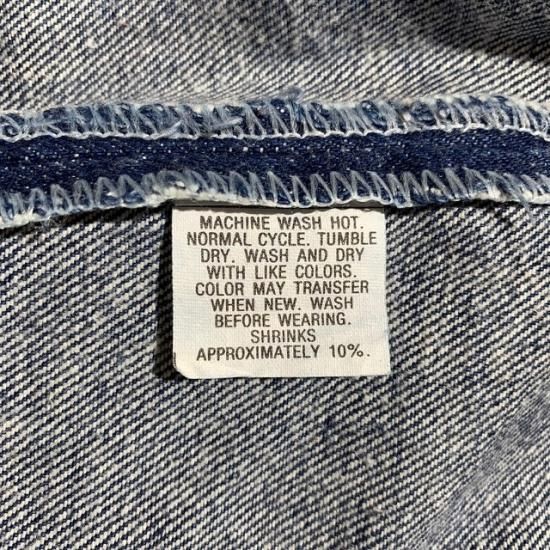 MACHINE WASH HOT.
NORMAL CYCLE. TUMBLE
DRY. WASH AND DRY
WITH LIKE COLORS.
COLOR MAY TRANSFER
WHEN NEW. WASH
BEFORE WEARING.
SHRINKS
APPROXIMATELY 10%.